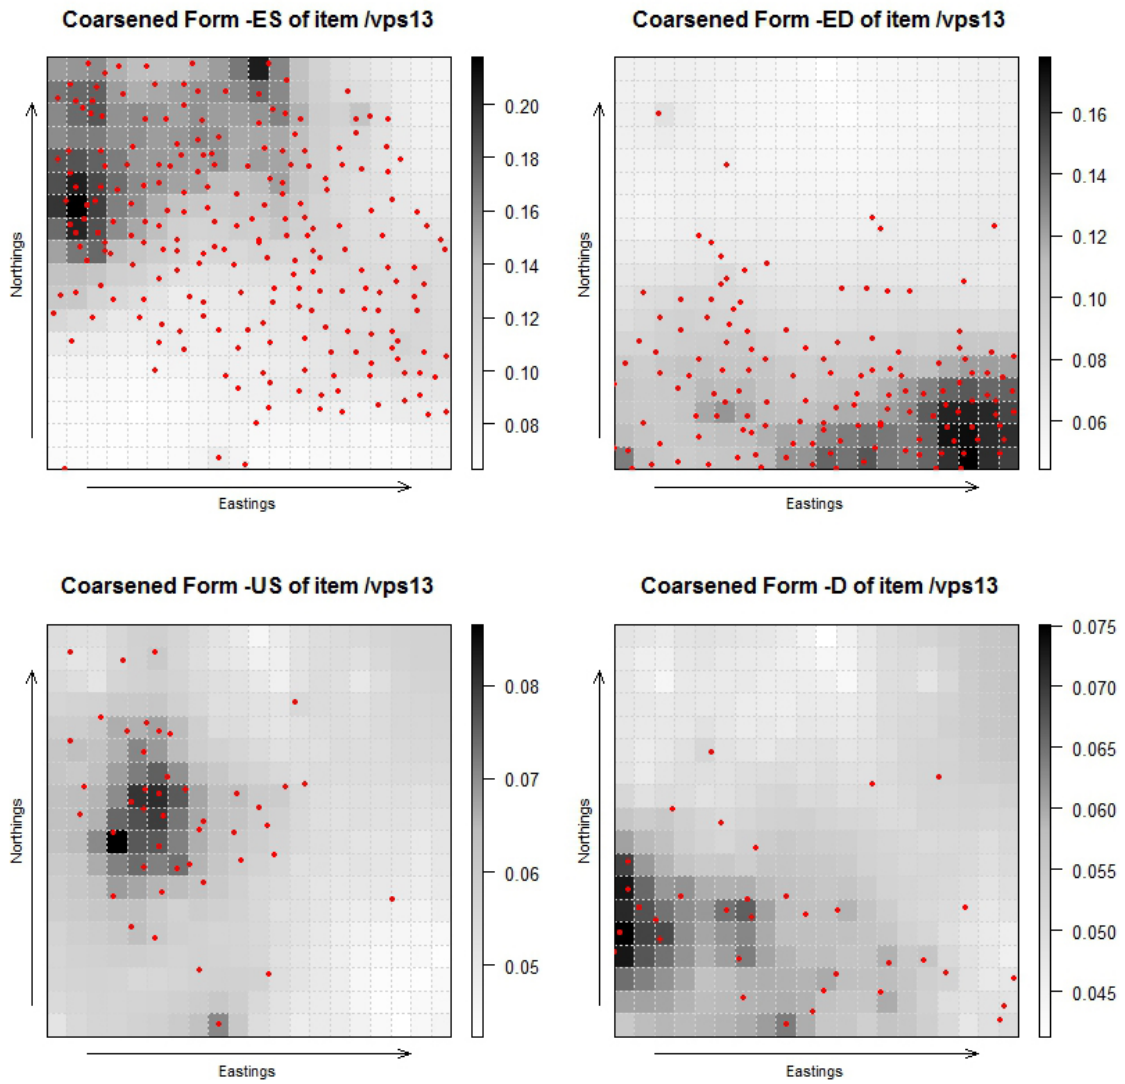 Coarsened Form -ES of item /vps13
Coarsened Form -ED of item /vps13
Northings
0.20
0.18
0.16
0.14
0.12
0.10
0.08
Eastings
Northings
0.16
0.14
0.12
0.10
0.08
0.06
Eastings
Coarsened Form -US of item /vps13
Coarsened Form -D of item /vps13
Northings
0.08
0.07
0.06
0.05
Eastings
Northings
0.075
0.070
0.065
0.060
0.055
0.050
0.045
Eastings